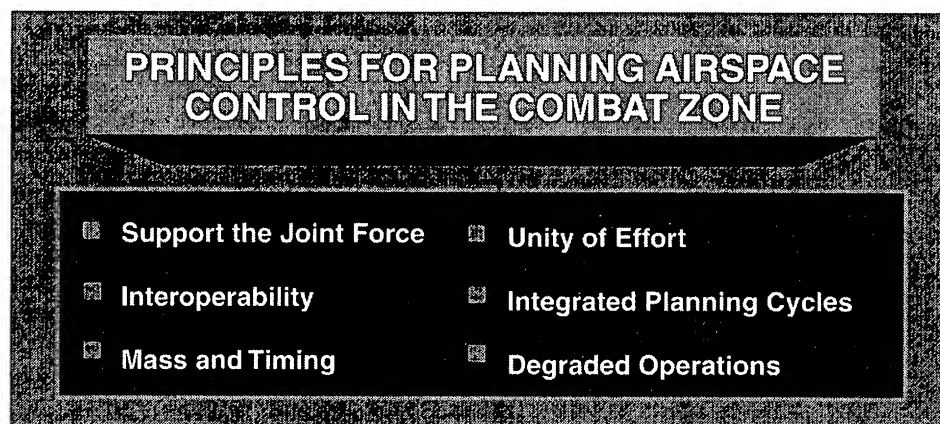 PRINCIPLES FOR PLANNING AIRSPACE
CONTROL IN THE COMBAT ZONE
Support the Joint Force
Interoperability
Mass and Timing
Unity of Effort
Integrated Planning Cycles
Degraded Operations